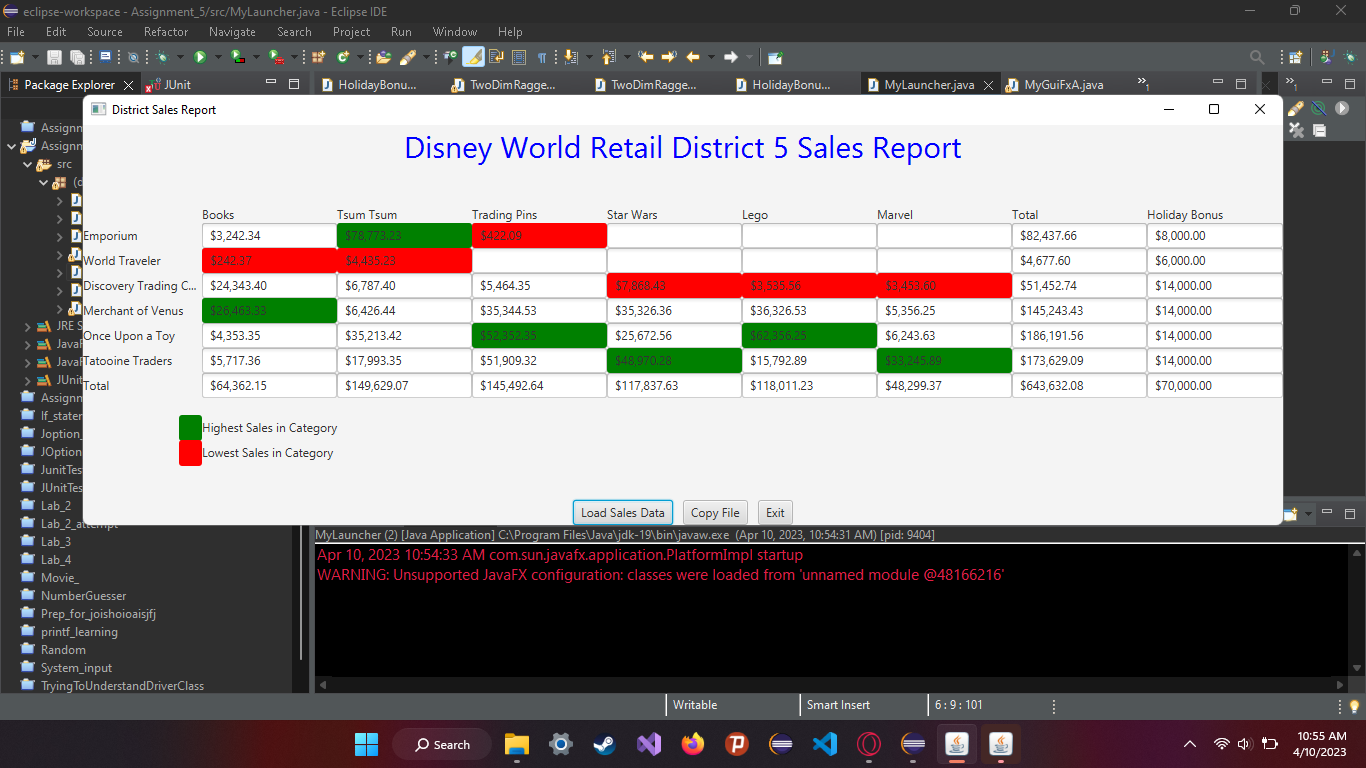 eclipse-workspace - Assignment_5/src/MyLauncher.java - Eclipse IDE
File Edit Source Refactor Navigate Search Project Run Window Help
Package Explorer JUnit HolidayBonu... TwoDimRagge... TwoDimRagge... HolidayBonu... MyLauncher.java MyGuiFxA.java
District Sales Report
Disney World Retail District 5 Sales Report
Books Tsum Tsum Trading Pins Star Wars Lego Marvel Total Holiday Bonus
Emporium $3,242.34 $78,773.23 $422.09 $82,437.66 $8,000.00
World Traveler $242.37 $4,435.23 $4,677.60 $6,000.00
Discovery Trading C... $24,343.40 $6,787.40 $5,464.35 $7,868.43 $3,535.56 $3,453.60 $51,452.74 $14,000.00
Merchant of Venus $26,463.33 $6,426.44 $35,344.53 $35,326.36 $36,326.53 $5,356.25 $145,243.43 $14,000.00
Once Upon a Toy $4,353.35 $35,213.42 $52,352.35 $25,672.56 $62,356.25 $6,243.63 $186,191.56 $14,000.00
Tatooine Traders $5,717.36 $17,993.35 $51,909.32 $48,970.28 $15,792.89 $33,245.89 $173,629.09 $14,000.00
Total $64,362.15 $149,629.07 $145,492.64 $117,837.63 $118,011.23 $48,299.37 $643,632.08 $70,000.00
Highest Sales in Category
Lowest Sales in Category
Load Sales Data Copy File Exit
Assignm
Assignm
src
(d
JRE S
JavaF
JavaF
JUnit
Assignm
If_stater
Joption_
JOption
JunitTes
JUnitTes
Lab_2
Lab_2_attempt
Lab_3
Lab_4
Movie_
NumberGuesser
Prep_for_joishoioaisjfj
printf_learning
Random
System_input
TryingToUnderstandDriverClass
MyLauncher (2) [Java Application] C:\Program Files\Java\jdk-19\bin\javaw.exe (Apr 10, 2023, 10:54:31 AM) [pid: 9404]
Apr 10, 2023 10:54:33 AM com.sun.javafx.application.PlatformImpl startup
WARNING: Unsupported JavaFX configuration: classes were loaded from 'unnamed module @48166216'
Writable Smart Insert 6 : 9 : 101
Search
10:55 AM
4/10/2023